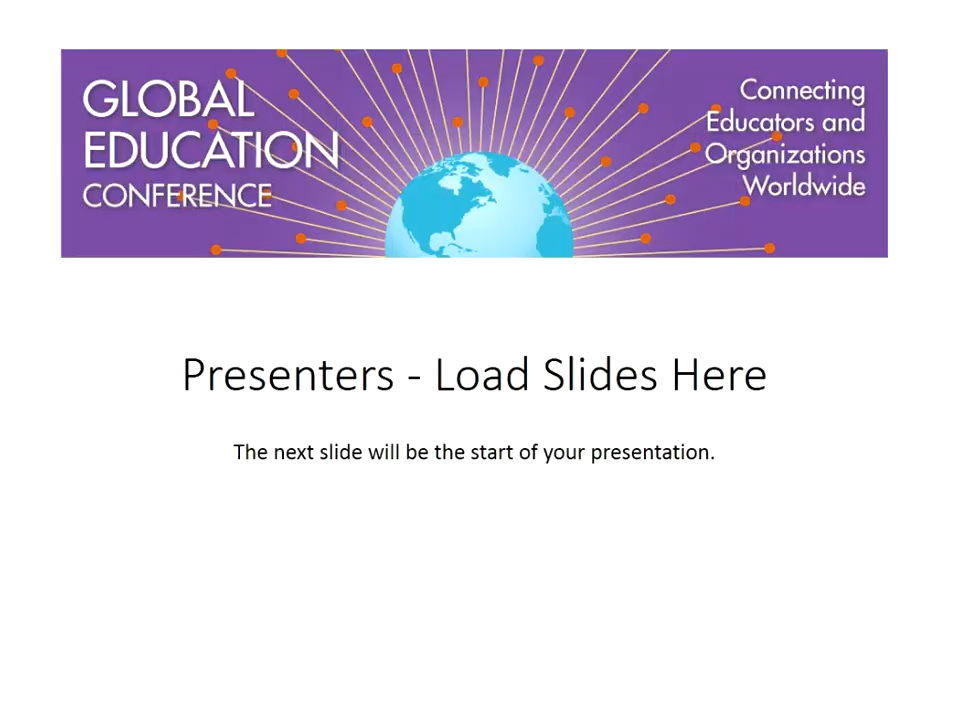 GLOBAL
EDUCATION
CONFERENCE
Connecting
Educators and
Organizations
Worldwide
Presenters - Load Slides Here
The next slide will be the start of your presentation.